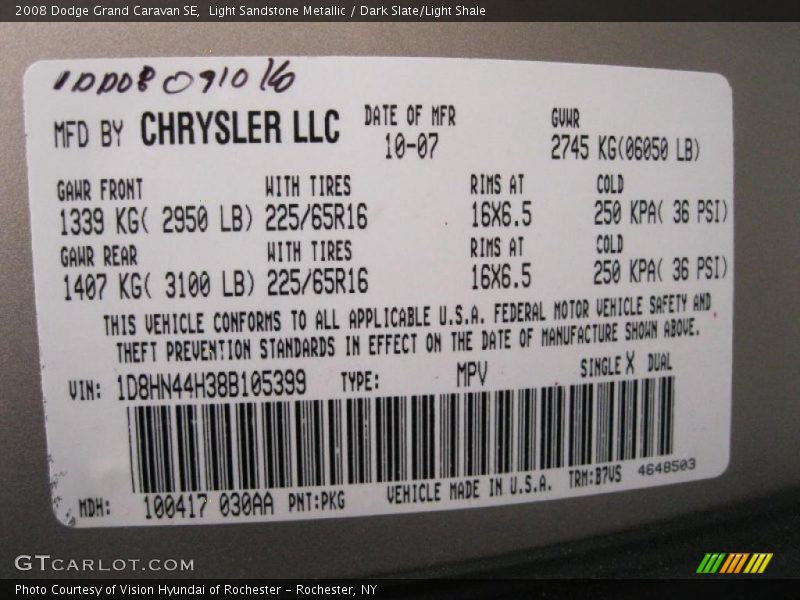 2008 Dodge Grand Caravan SE,  Light Sandstone Metallic / Dark Slate/Light Shale
1DD08091016
MFD BY CHRYSLER LLC DATE OF MFR GVWR
10-07 2745 KG(06050 LB)
GAWR FRONT WITH TIRES RIMS AT COLD
1339 KG( 2950 LB) 225/65R16 16X6.5 250 KPA( 36 PSI)
GAWR REAR WITH TIRES RIMS AT COLD
1407 KG( 3100 LB) 225/65R16 16X6.5 250 KPA( 36 PSI)
THIS VEHICLE CONFORMS TO ALL APPLICABLE U.S.A. FEDERAL MOTOR VEHICLE SAFETY AND
THEFT PREVENTION STANDARDS IN EFFECT ON THE DATE OF MANUFACTURE SHOWN ABOVE.
VIN: 1D8HN44H38B105399 TYPE: MPV SINGLE X DUAL
MDH: 100417 030AA PNT:PKG VEHICLE MADE IN U.S.A. TRM:B7VS 4648503
GTCARLOT.COM
Photo Courtesy of Vision Hyundai of Rochester - Rochester, NY